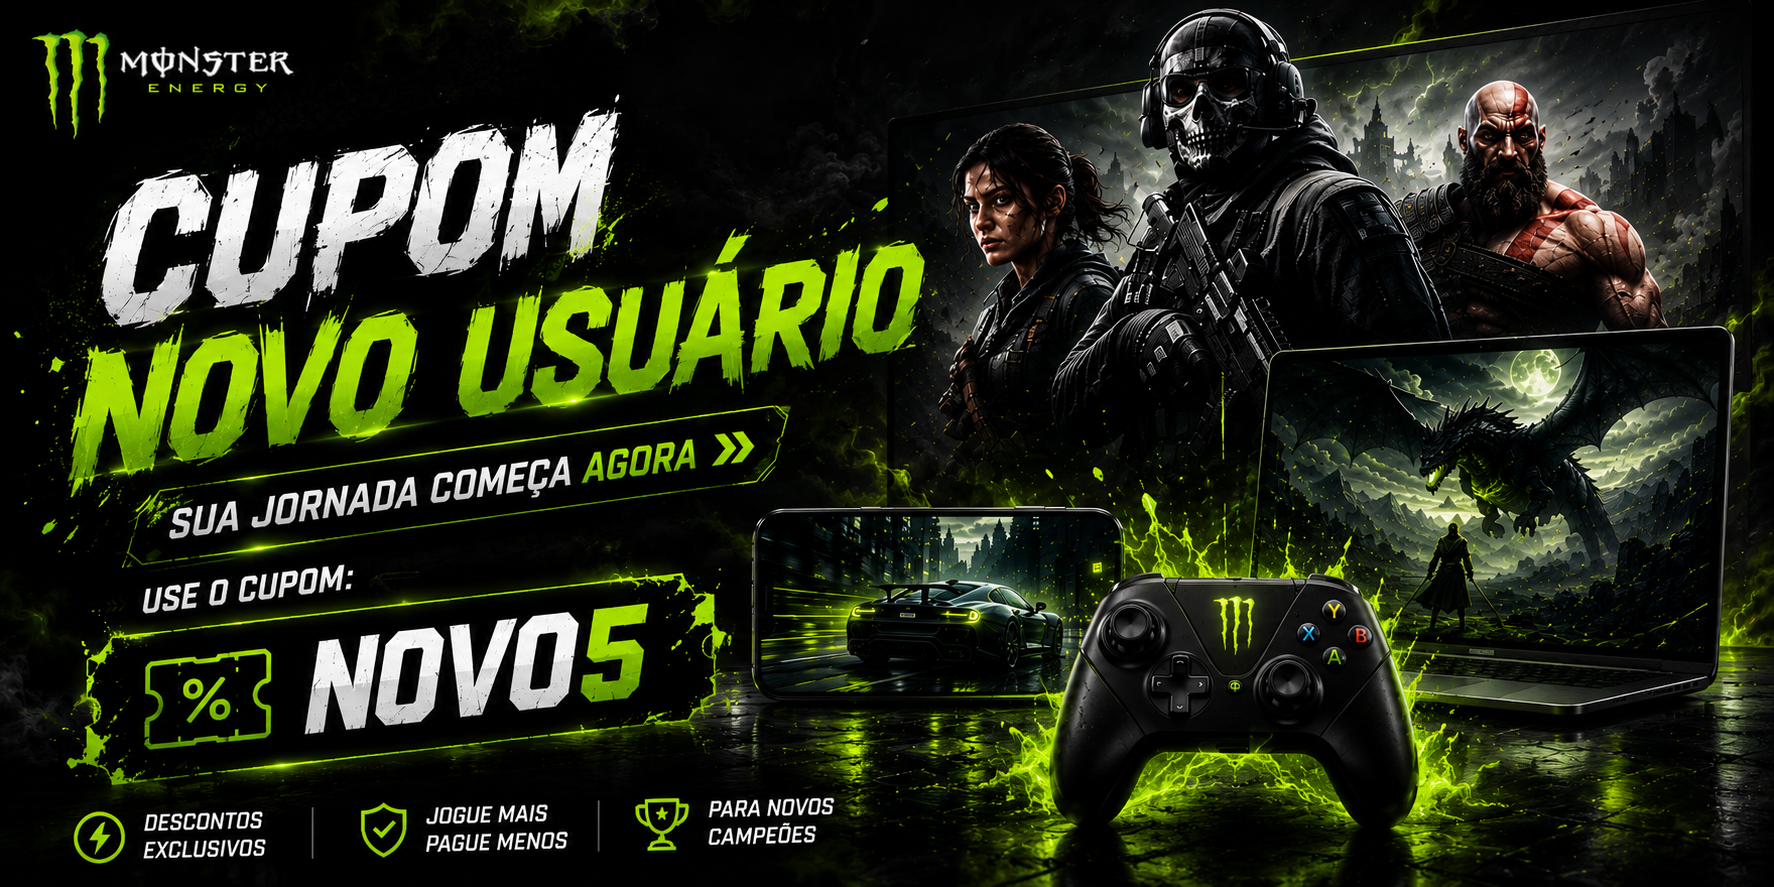 MONSTER
ENERGY
CUPOM
NOVO USUÁRIO
SUA JORNADA COMEÇA AGORA »
USE O CUPOM:
%
NOVO5
DESCONTOS
EXCLUSIVOS
JOGUE MAIS
PAGUE MENOS
PARA NOVOS
CAMPEÕES
Y
X
B
A